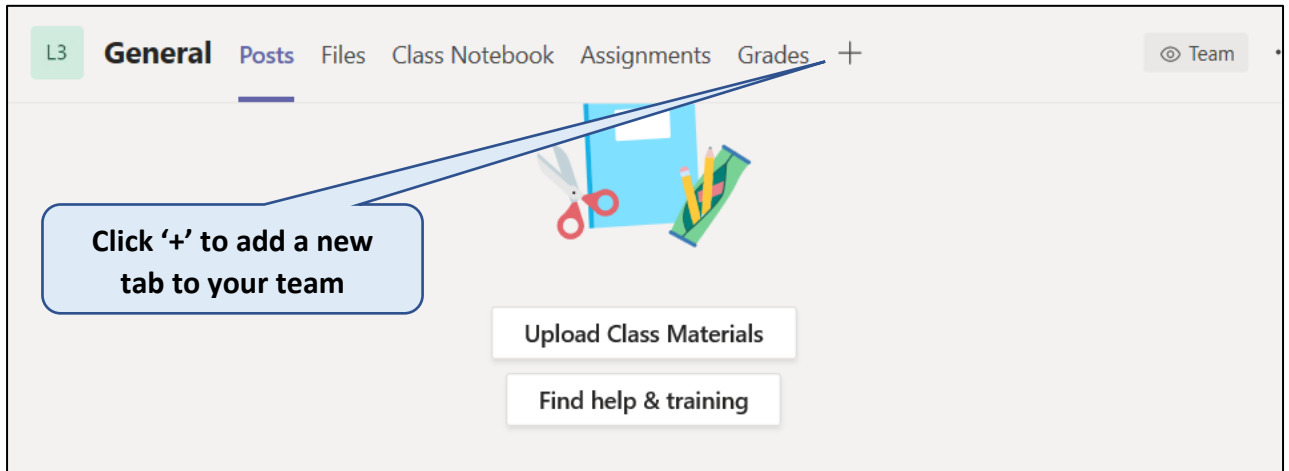 L3 General Posts Files Class Notebook Assignments Grades + Team
Click ‘+’ to add a new
tab to your team
Upload Class Materials
Find help & training